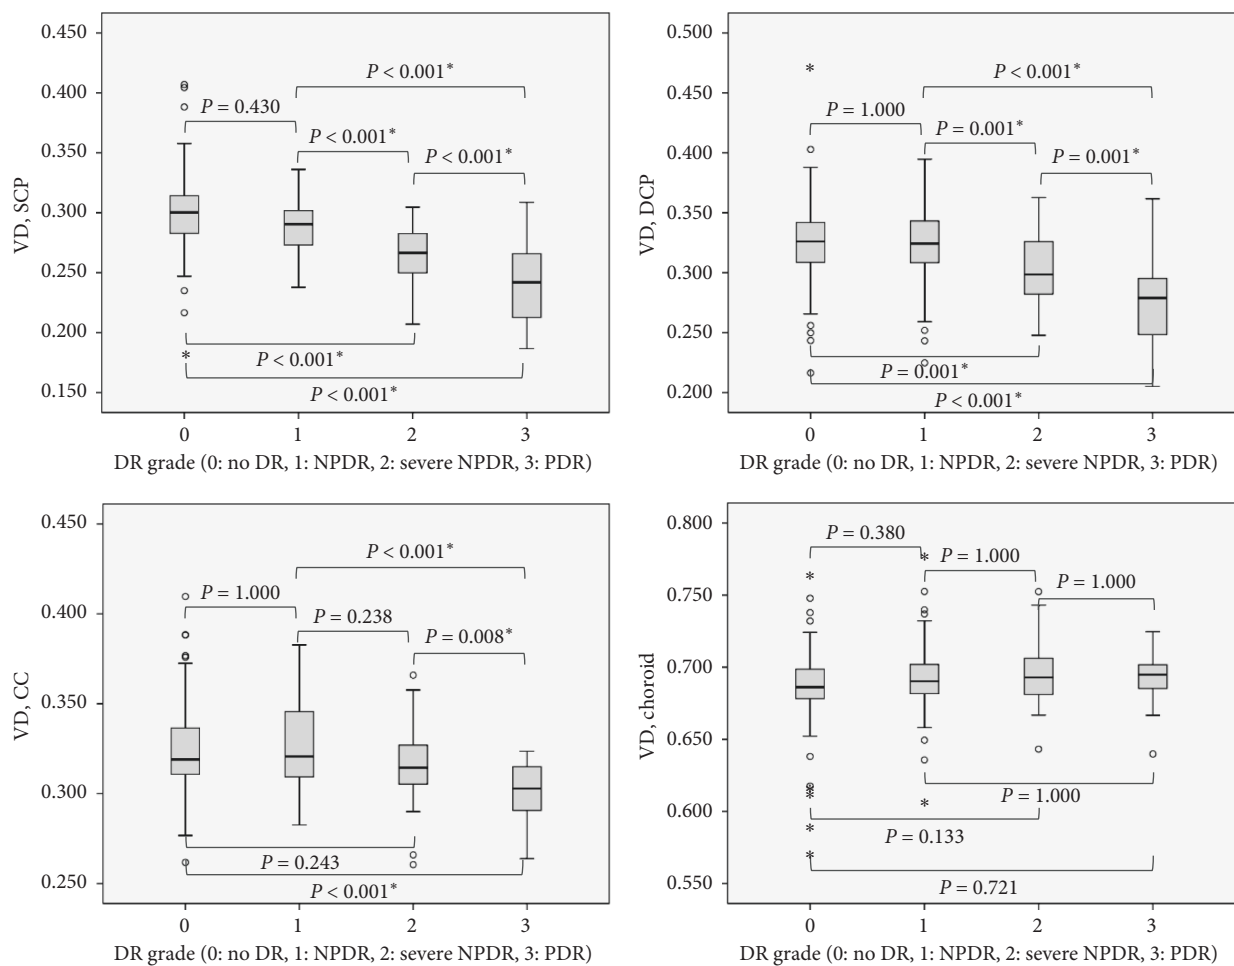 0.450
0.400
0.350
0.300
0.250
0.200
0.150
VD, SCP
P < 0.001*
P = 0.430
P < 0.001*
P < 0.001*
*
P < 0.001*
P < 0.001*
0 1 2 3
DR grade (0: no DR, 1: NPDR, 2: severe NPDR, 3: PDR)
0.500
0.450
0.400
0.350
0.300
0.250
0.200
VD, DCP
*
P < 0.001*
P = 1.000
P = 0.001*
P = 0.001*
P = 0.001*
P < 0.001*
0 1 2 3
DR grade (0: no DR, 1: NPDR, 2: severe NPDR, 3: PDR)
0.450
0.400
0.350
0.300
0.250
VD, CC
P < 0.001*
P = 1.000
P = 0.238
P = 0.008*
P = 0.243
P < 0.001*
0 1 2 3
DR grade (0: no DR, 1: NPDR, 2: severe NPDR, 3: PDR)
0.800
0.750
0.700
0.650
0.600
0.550
VD, choroid
P = 0.380
P = 1.000
P = 1.000
P = 1.000
P = 0.133
P = 0.721
0 1 2 3
DR grade (0: no DR, 1: NPDR, 2: severe NPDR, 3: PDR)